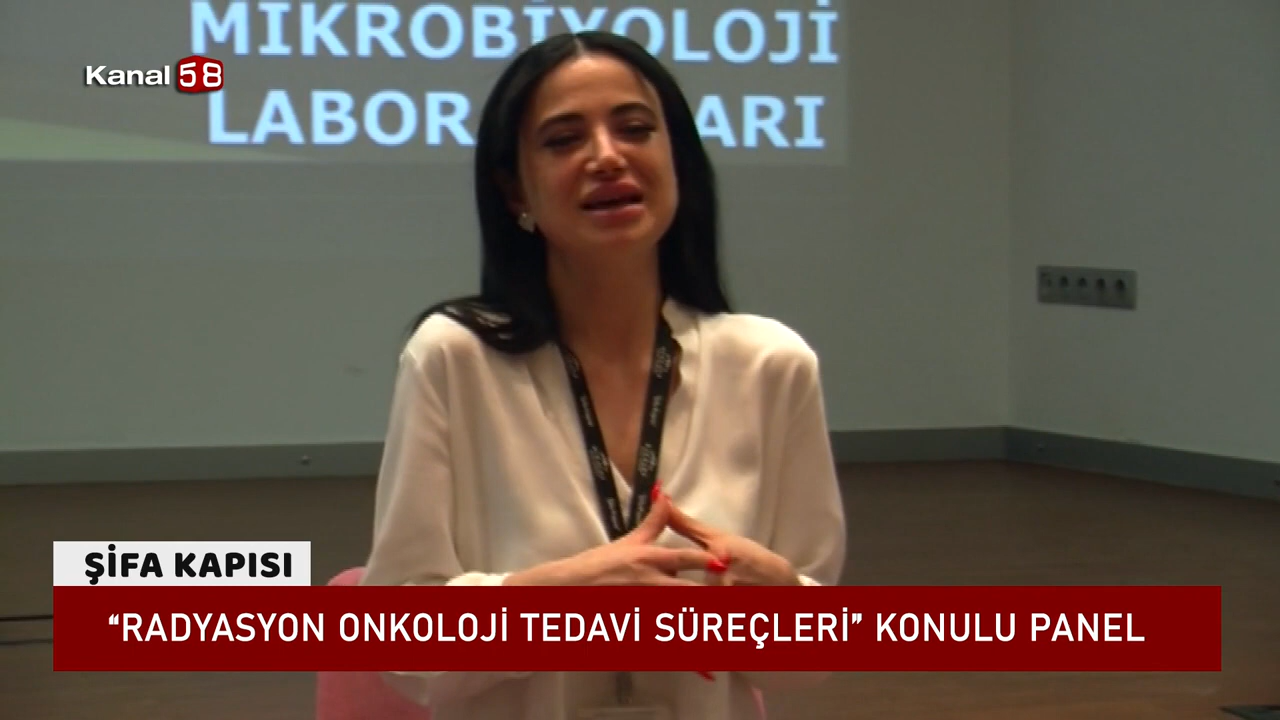 MİKROBİYOLOJİ
LABOR ARI
Kanal 58
ŞİFA KAPISI
“RADYASYON ONKOLOJİ TEDAVİ SÜREÇLERİ” KONULU PANEL